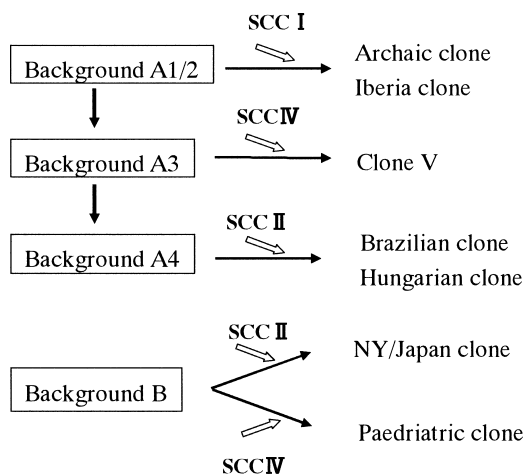 SCC Ⅰ
Background A1/2
Archaic clone
Iberia clone
SCCⅣ
Background A3
Clone V
SCC Ⅱ
Background A4
Brazilian clone
Hungarian clone
SCC Ⅱ
NY/Japan clone
Background B
Paedriatric clone
SCCⅣ